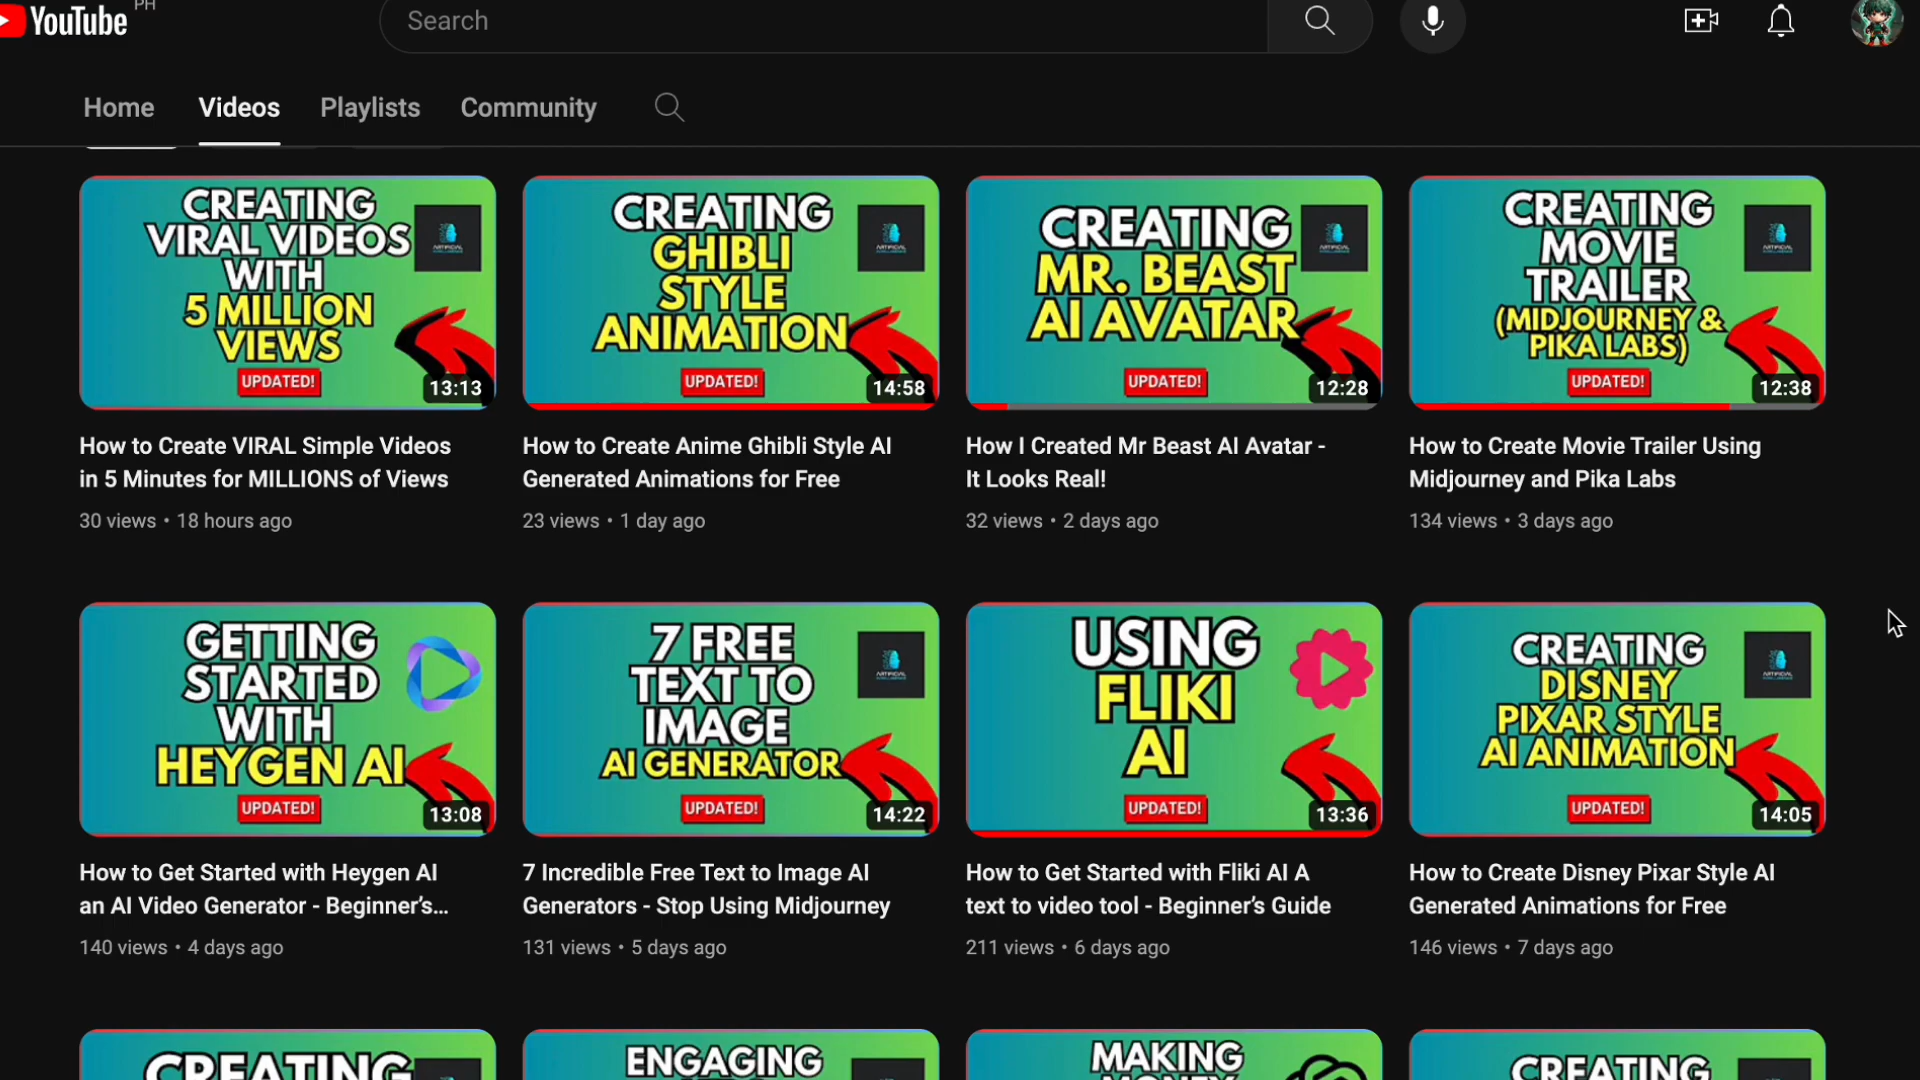 YouTube PH
Search
Home Videos Playlists Community
CREATING
VIRAL VIDEOS
WITH
5 MILLION
VIEWS
UPDATED!
13:13
CREATING
GHIBLI
STYLE
ANIMATION
UPDATED!
14:58
CREATING
MR. BEAST
AI AVATAR
UPDATED!
12:28
CREATING
MOVIE
TRAILER
(MIDJOURNEY &
PIKA LABS)
UPDATED!
12:38
How to Create VIRAL Simple Videos
in 5 Minutes for MILLIONS of Views
30 views • 18 hours ago
How to Create Anime Ghibli Style AI
Generated Animations for Free
23 views • 1 day ago
How I Created Mr Beast AI Avatar -
It Looks Real!
32 views • 2 days ago
How to Create Movie Trailer Using
Midjourney and Pika Labs
134 views • 3 days ago
GETTING
STARTED
WITH
HEYGEN AI
UPDATED!
13:08
7 FREE
TEXT TO
IMAGE
AI GENERATOR
UPDATED!
14:22
USING
FLIKI
AI
UPDATED!
13:36
CREATING
DISNEY
PIXAR STYLE
AI ANIMATION
UPDATED!
14:05
How to Get Started with Heygen AI
an AI Video Generator - Beginner's...
140 views • 4 days ago
7 Incredible Free Text to Image AI
Generators - Stop Using Midjourney
131 views • 5 days ago
How to Get Started with Fliki AI A
text to video tool - Beginner's Guide
211 views • 6 days ago
How to Create Disney Pixar Style AI
Generated Animations for Free
146 views • 7 days ago
CREATING
ENGAGING
MAKING
MONEY
CREATING